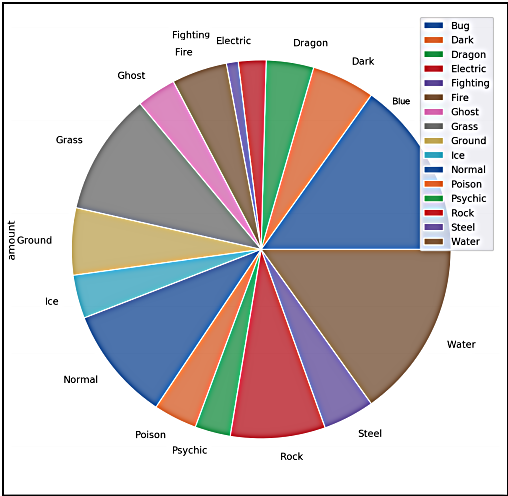 Fighting
Electric
Dragon
Fire
Dark
Ghost
Blue
Grass
Ground
Ice
Normal
Poison
Psychic
Rock
Steel
Water
amount
Bug
Dark
Dragon
Electric
Fighting
Fire
Ghost
Grass
Ground
Ice
Normal
Poison
Psychic
Rock
Steel
Water